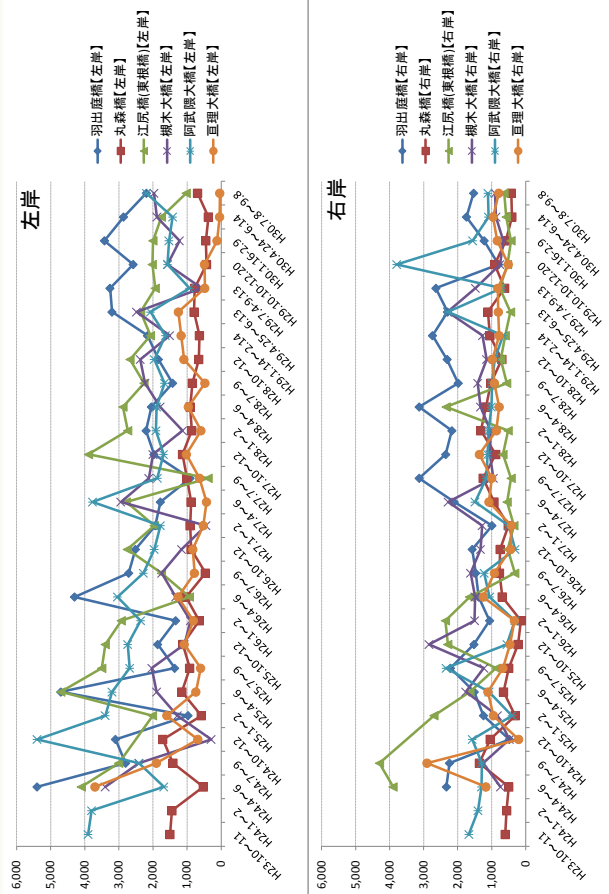 左岸
羽出庭橋【左岸】
丸森橋【左岸】
江尻橋(東根橋)【左岸】
槻木大橋【左岸】
阿武隈大橋【左岸】
亘理大橋【左岸】
6,000
5,000
4,000
3,000
2,000
1,000
0
H23.10～11
H24.1～2
H24.4～6
H24.7～9
H24.10～12
H25.1～2
H25.4～6
H25.7～9
H25.10～12
H26.1～2
H26.4～6
H26.7～9
H26.10～12
H27.1～2
H27.4～6
H27.7～9
H27.10～12
H28.1～2
H28.4～6
H28.7～9
H28.10～12
H29.1.14～2.14
H29.4.25～6.13
H29.7.4-9.13
H29.10.10-12.20
H30.1.16-2.9
H30.4.24-6.14
H30.7.8～9.8
右岸
羽出庭橋【右岸】
丸森橋【右岸】
江尻橋(東根橋)【右岸】
槻木大橋【右岸】
阿武隈大橋【右岸】
亘理大橋【右岸】
6,000
5,000
4,000
3,000
2,000
1,000
0
H23.10～11
H24.1～2
H24.4～6
H24.7～9
H24.10～12
H25.1～2
H25.4～6
H25.7～9
H25.10～12
H26.1～2
H26.4～6
H26.7～9
H26.10～12
H27.1～2
H27.4～6
H27.7～9
H27.10～12
H28.1～2
H28.4～6
H28.7～9
H28.10～12
H29.1.14～2.14
H29.4.25～6.13
H29.7.4-9.13
H29.10.10-12.20
H30.1.16-2.9
H30.4.24-6.14
H30.7.8～9.8